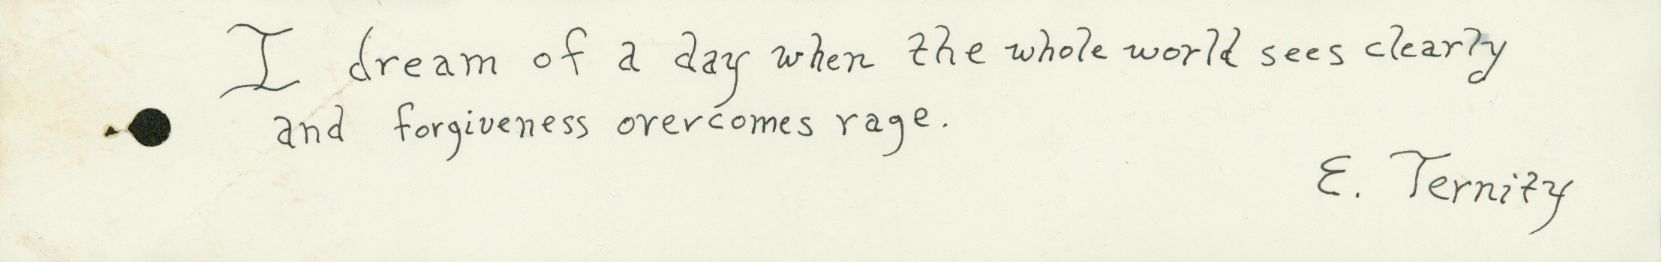 I dream of a day when the whole world sees clearly
and forgiveness overcomes rage.
E. Ternity